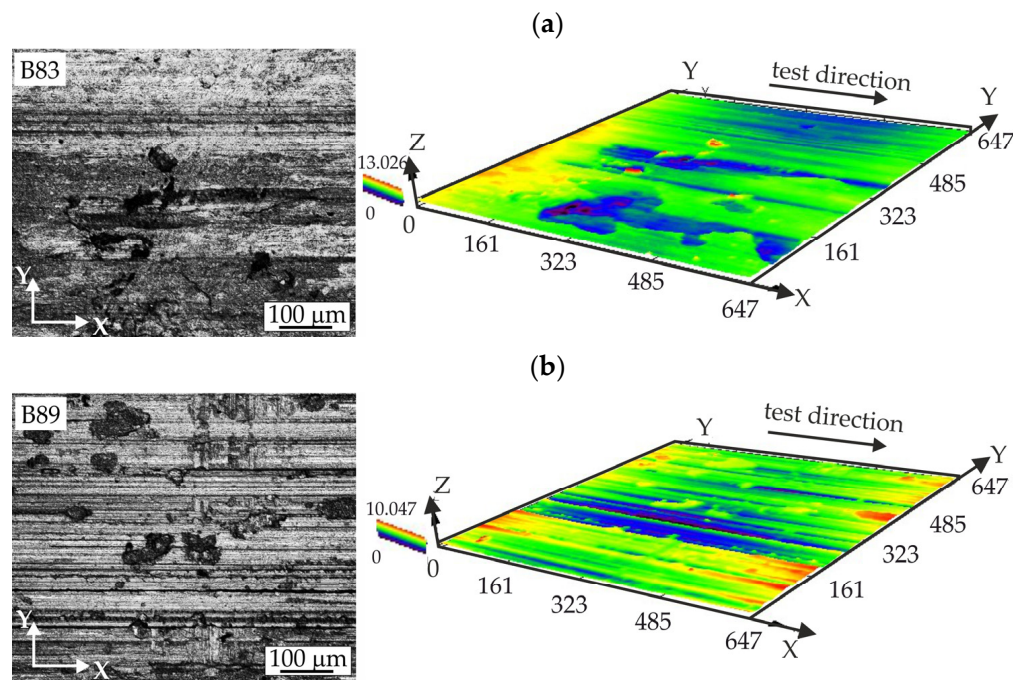 (a)
B83
Y
X
100 µm
Y
test direction
Y
Z
13.026
0
0
161
323
485
647
X
161
323
485
647
(b)
B89
Y
X
100 µm
Y
test direction
Y
Z
10.047
0
0
161
323
485
647
X
161
323
485
647